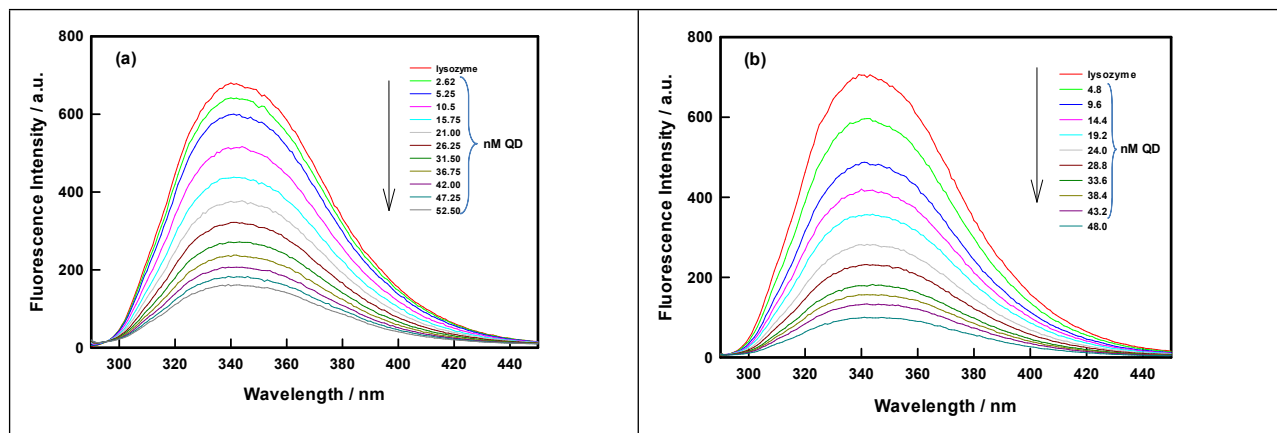 (a)
800
600
400
200
0
300 320 340 360 380 400 420 440
Fluorescence Intensity / a.u.
Wavelength / nm
lysozyme
2.62
5.25
10.5
15.75
21.00
26.25
31.50
36.75
42.00
47.25
52.50
nM QD
(b)
800
600
400
200
0
300 320 340 360 380 400 420 440
Fluorescence Intensity / a.u.
Wavelength / nm
lysozyme
4.8
9.6
14.4
19.2
24.0
28.8
33.6
38.4
43.2
48.0
nM QD